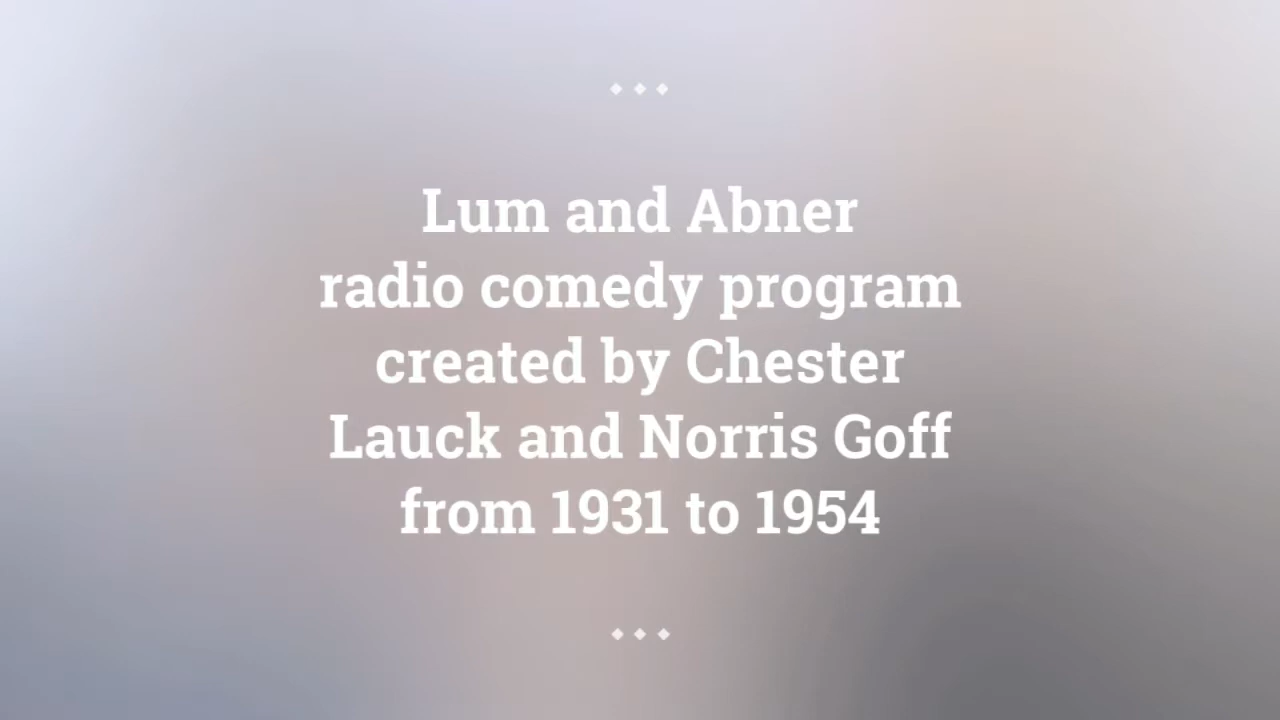 Lum and Abner
radio comedy program
created by Chester
Lauck and Norris Goff
from 1931 to 1954